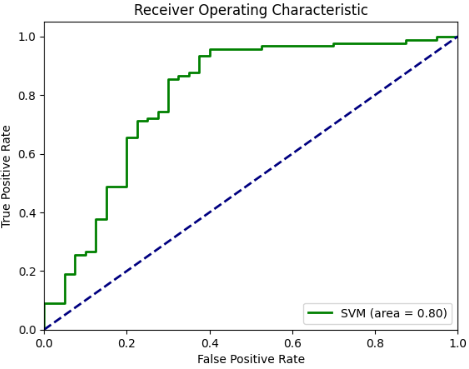 Receiver Operating Characteristic
True Positive Rate
1.0
0.8
0.6
0.4
0.2
0.0
SVM (area = 0.80)
0.0 0.2 0.4 0.6 0.8 1.0
False Positive Rate